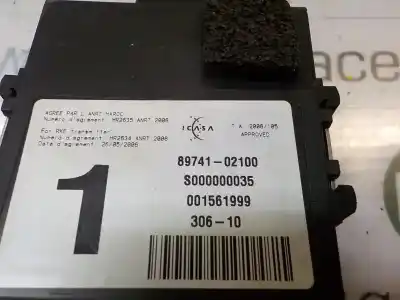 AGREE PAR L'ANRT MAROC
Numéro d'agrément: MR2635 ANRT 2006
For RKE Transmitter
Numéro d'agrément: MR2634 ANRT 2006
Date d'agrément: 26/05/2006
ICASA
TA 2006/105
APPROVED
1
89741-02100
S000000035
001561999
306-10